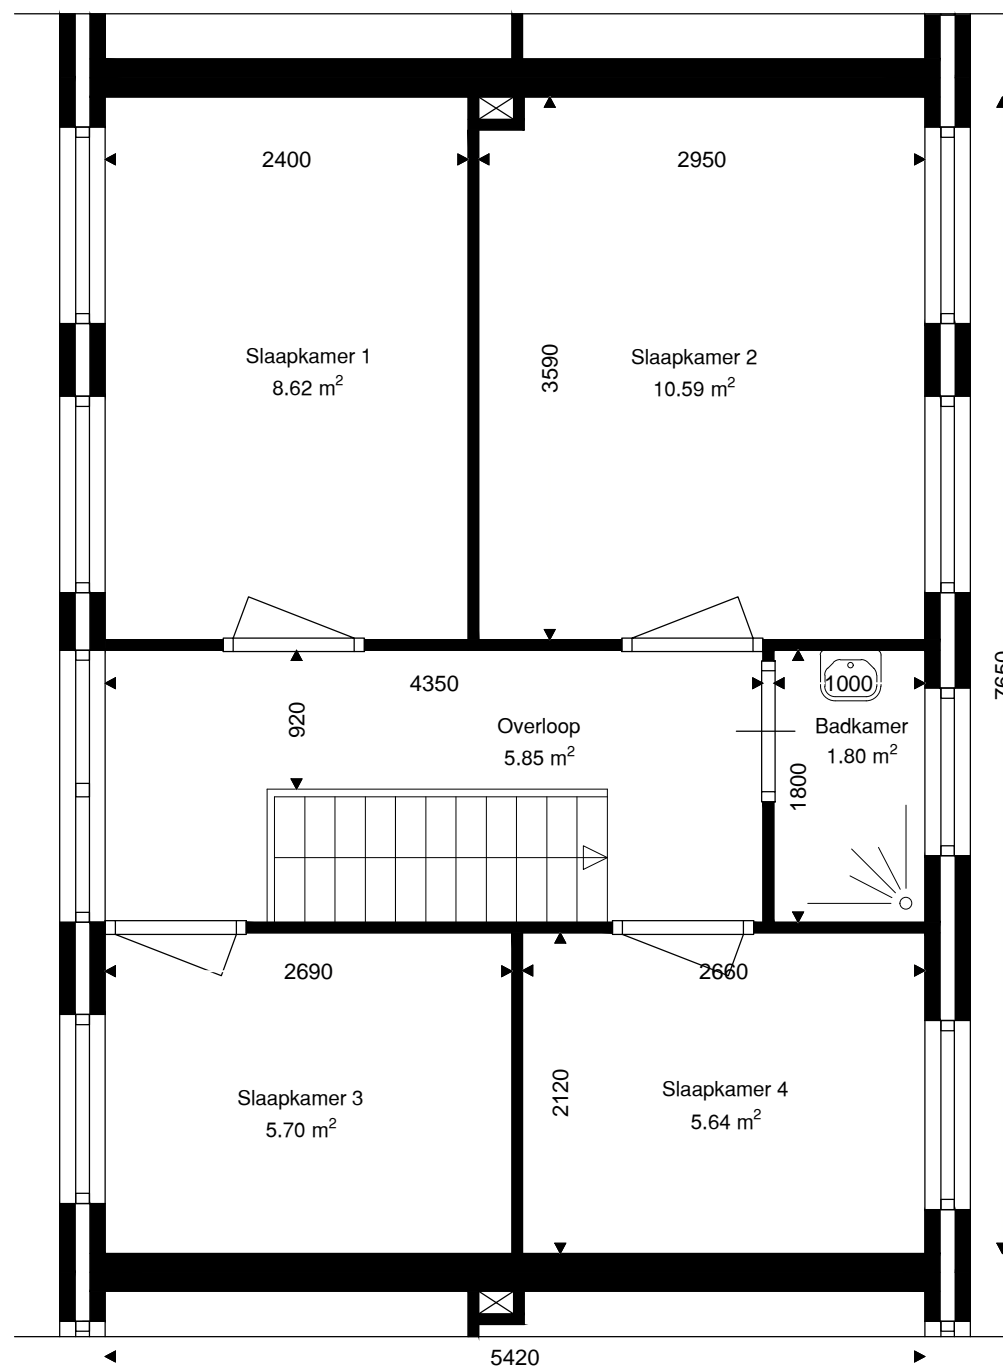 2400
2950
Slaapkamer 1
8.62 m²
3590
Slaapkamer 2
10.59 m²
7650
920
4350
1000
Overloop
5.85 m²
Badkamer
1.80 m²
1800
2690
2660
Slaapkamer 3
5.70 m²
2120
Slaapkamer 4
5.64 m²
5420